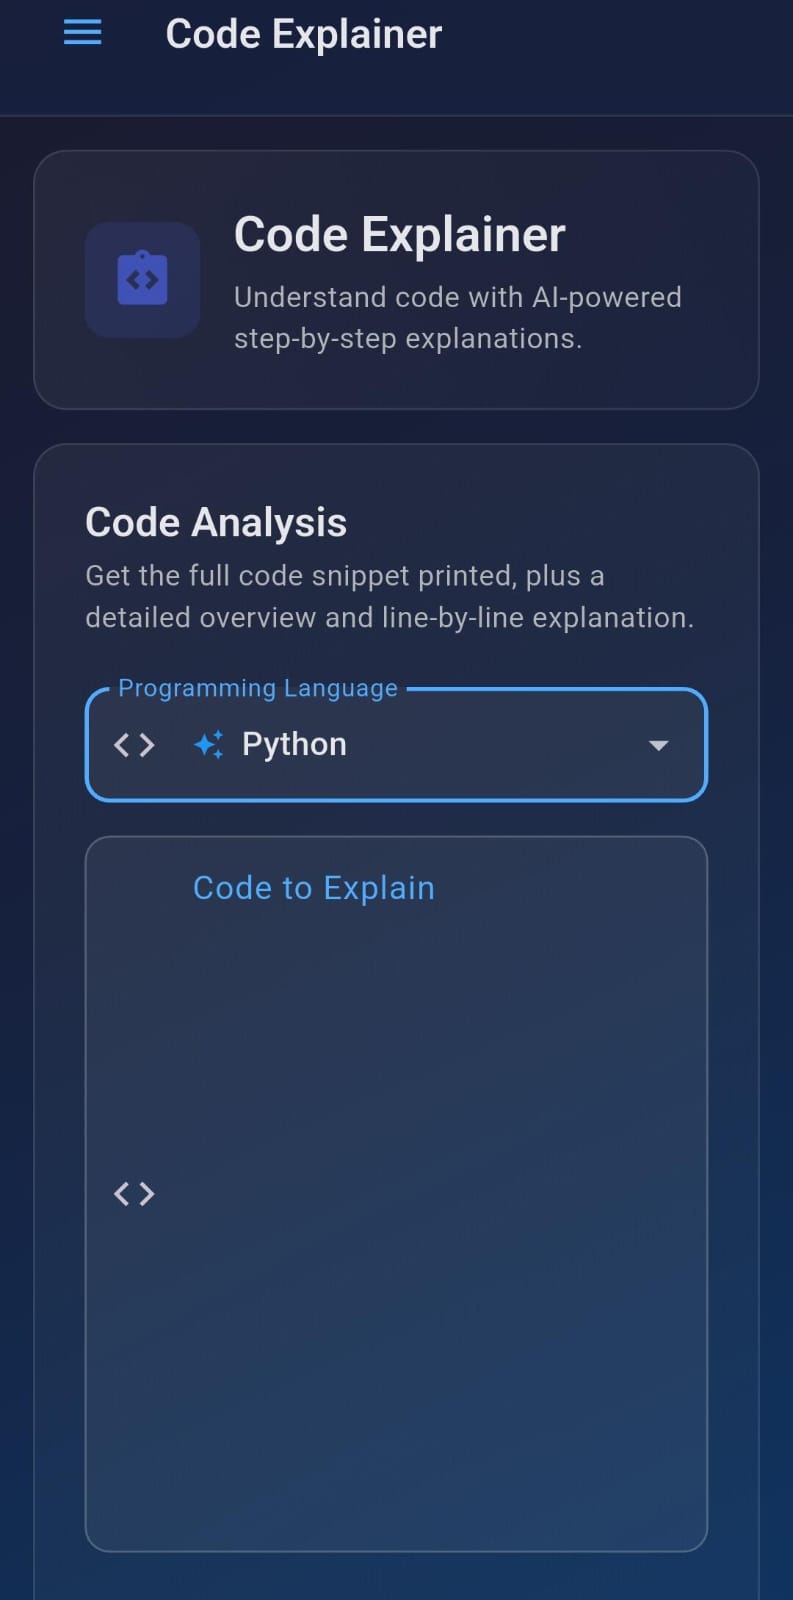 Code Explainer
Code Explainer
Understand code with AI-powered
step-by-step explanations.
Code Analysis
Get the full code snippet printed, plus a
detailed overview and line-by-line explanation.
Programming Language
Python
Code to Explain